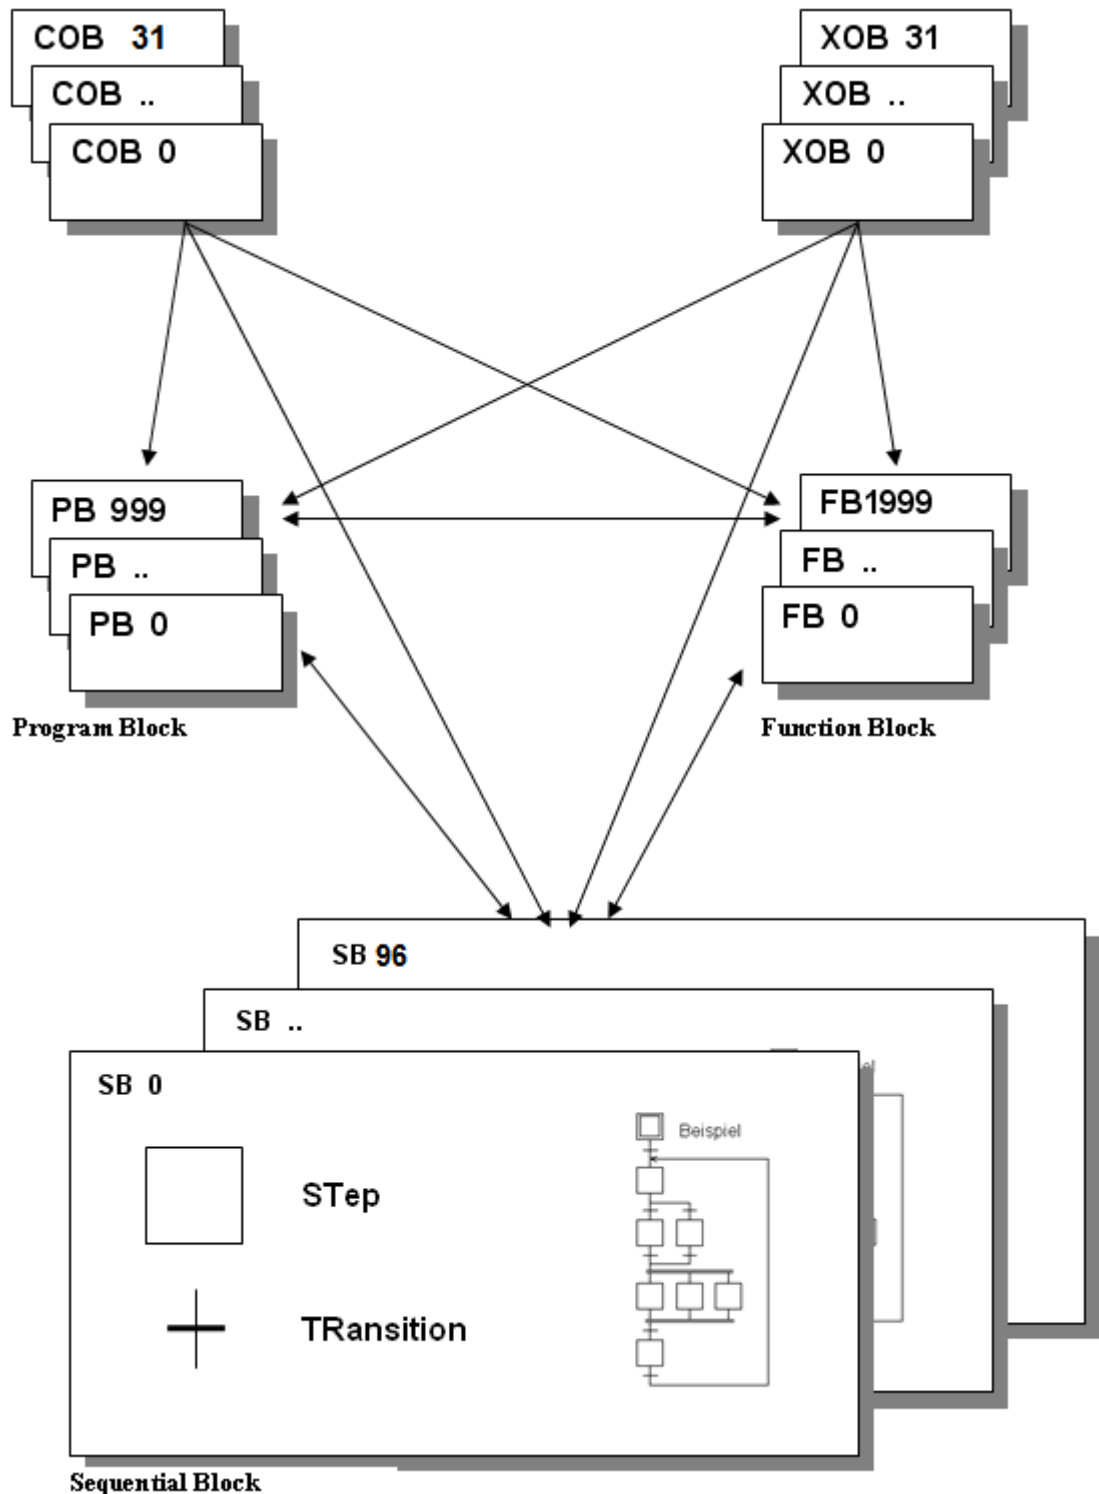 COB 31
COB ..
COB 0
XOB 31
XOB ..
XOB 0
PB 999
PB ..
PB 0
Program Block
FB1999
FB ..
FB 0
Function Block
SB 96
SB ..
SB 0
Beispiel
STep
TRansition
Sequential Block